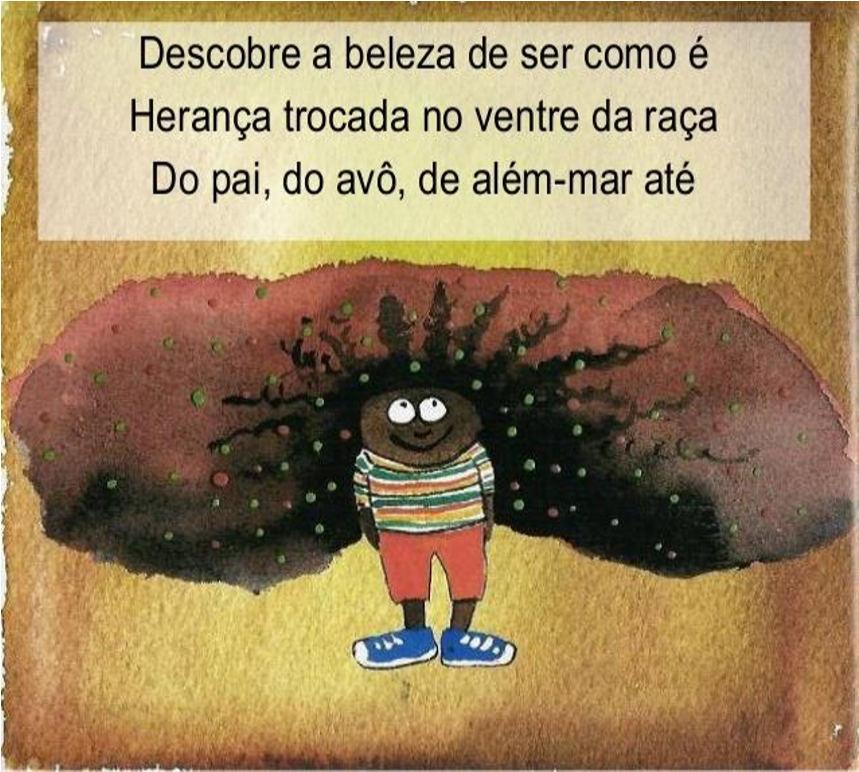 Descobre a beleza de ser como é
Herança trocada no ventre da raça
Do pai, do avô, de além-mar até